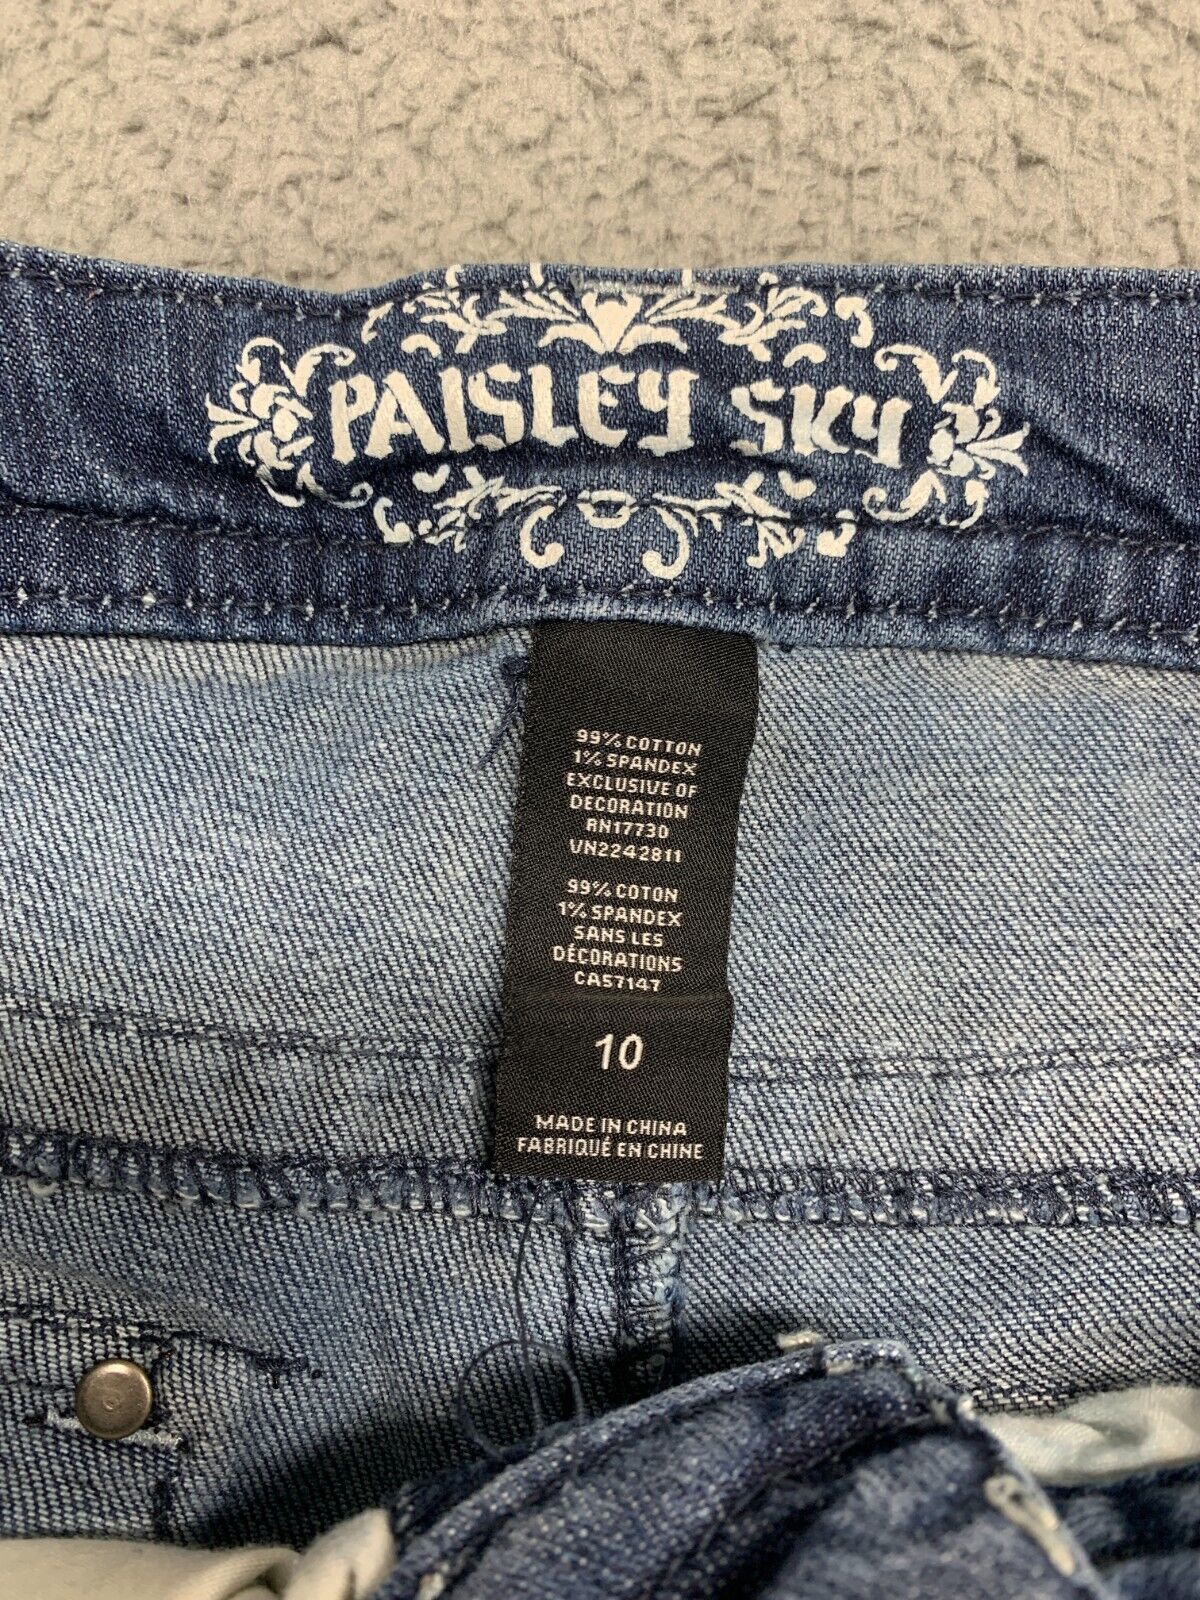 PAISLEY SKY
99% COTTON
1% SPANDEX
EXCLUSIVE OF
DECORATION
RN17730
VN2242811
99% COTON
1% SPANDEX
SANS LES
DÉCORATIONS
CA57147
10
MADE IN CHINA
FABRIQUÉ EN CHINE